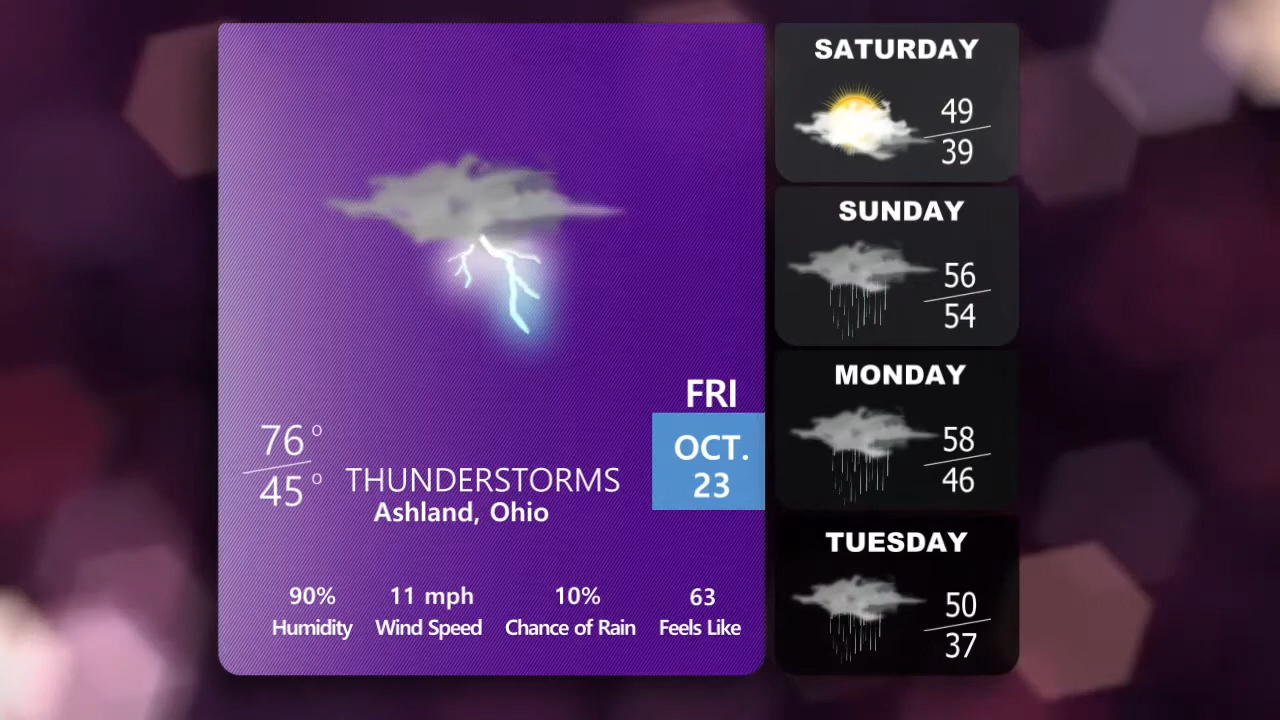 FRI
OCT.
23
76°
45°
THUNDERSTORMS
Ashland, Ohio
90%
Humidity
11 mph
Wind Speed
10%
Chance of Rain
63
Feels Like
SATURDAY
49
39
SUNDAY
56
54
MONDAY
58
46
TUESDAY
50
37